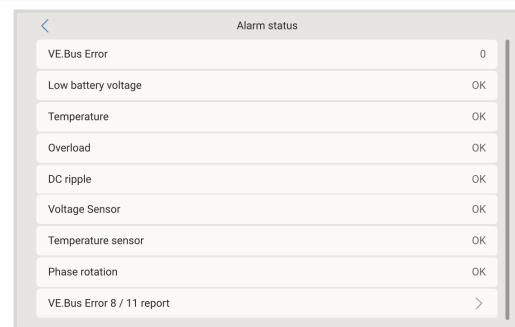 Alarm status
VE.Bus Error 0
Low battery voltage OK
Temperature OK
Overload OK
DC ripple OK
Voltage Sensor OK
Temperature sensor OK
Phase rotation OK
VE.Bus Error 8 / 11 report